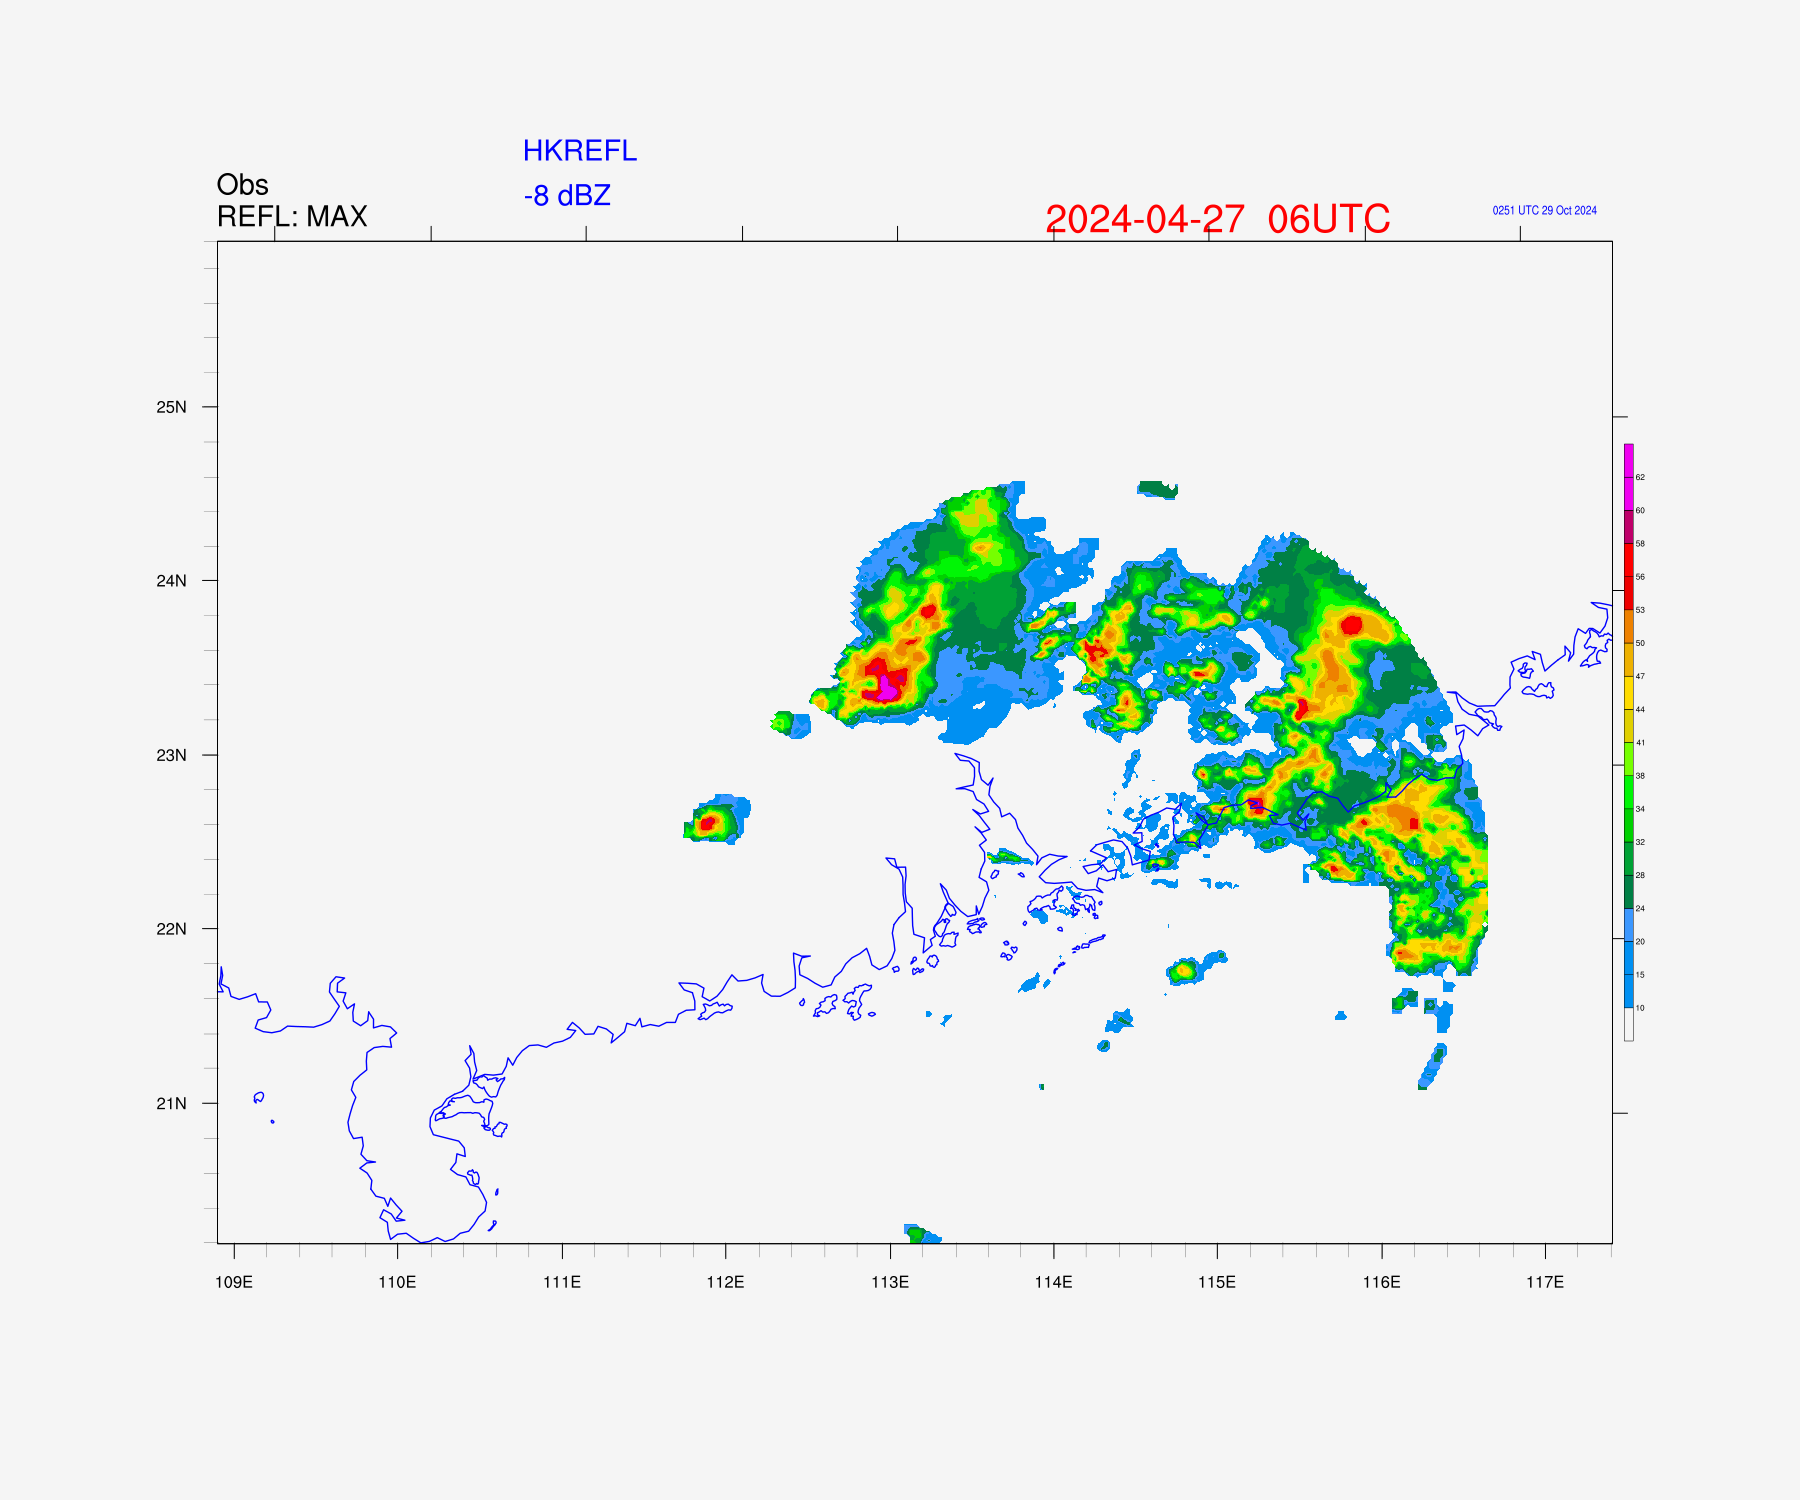 HKREFL
Obs
-8 dBZ
REFL: MAX
2024-04-27 06UTC
0251 UTC 29 Oct 2024
25N
24N
23N
22N
21N
62
60
58
56
53
50
47
44
41
38
34
32
28
24
20
15
10
109E 110E 111E 112E 113E 114E 115E 116E 117E